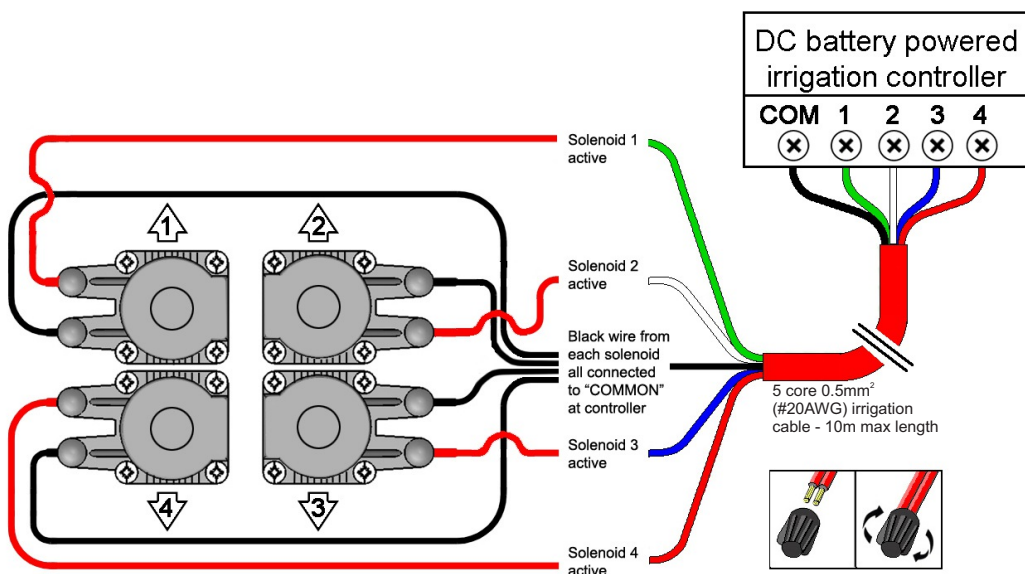 DC battery powered
irrigation controller
COM 1 2 3 4
Solenoid 1
active
1
2
Solenoid 2
active
Black wire from
each solenoid
all connected
to “COMMON”
at controller
5 core 0.5mm²
(#20AWG) irrigation
cable - 10m max length
Solenoid 3
active
4
3
Solenoid 4
active